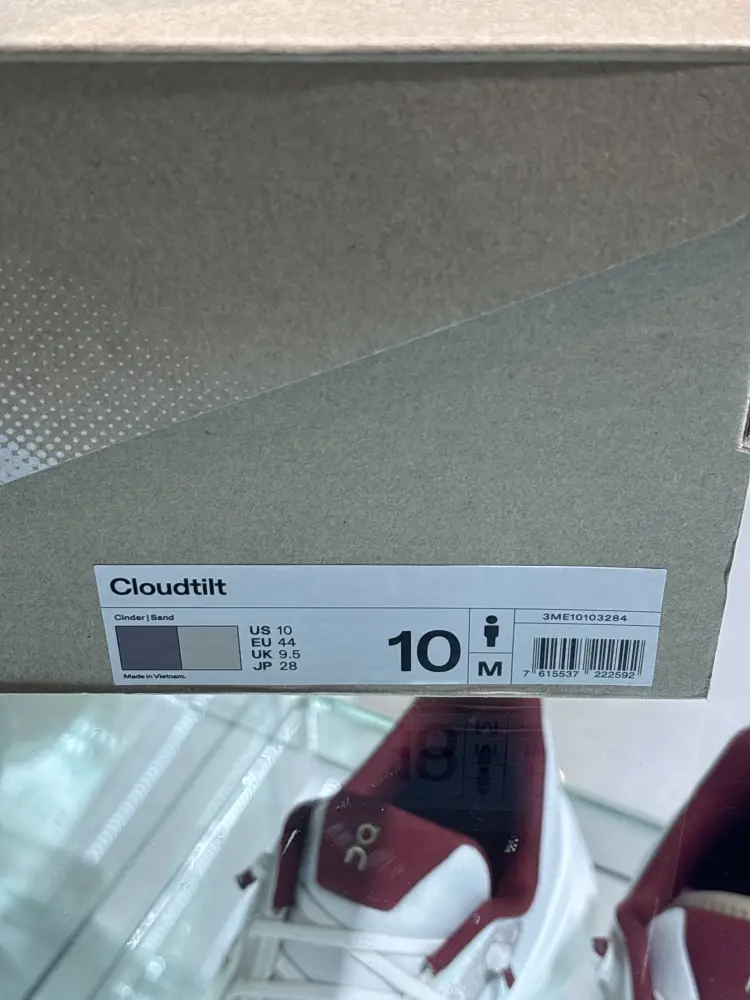 Cloudtilt
Cinder | Sand
US 10
EU 44
UK 9.5
JP 28
Made in Vietnam.
10
M
3ME10103284
7 615537 222592